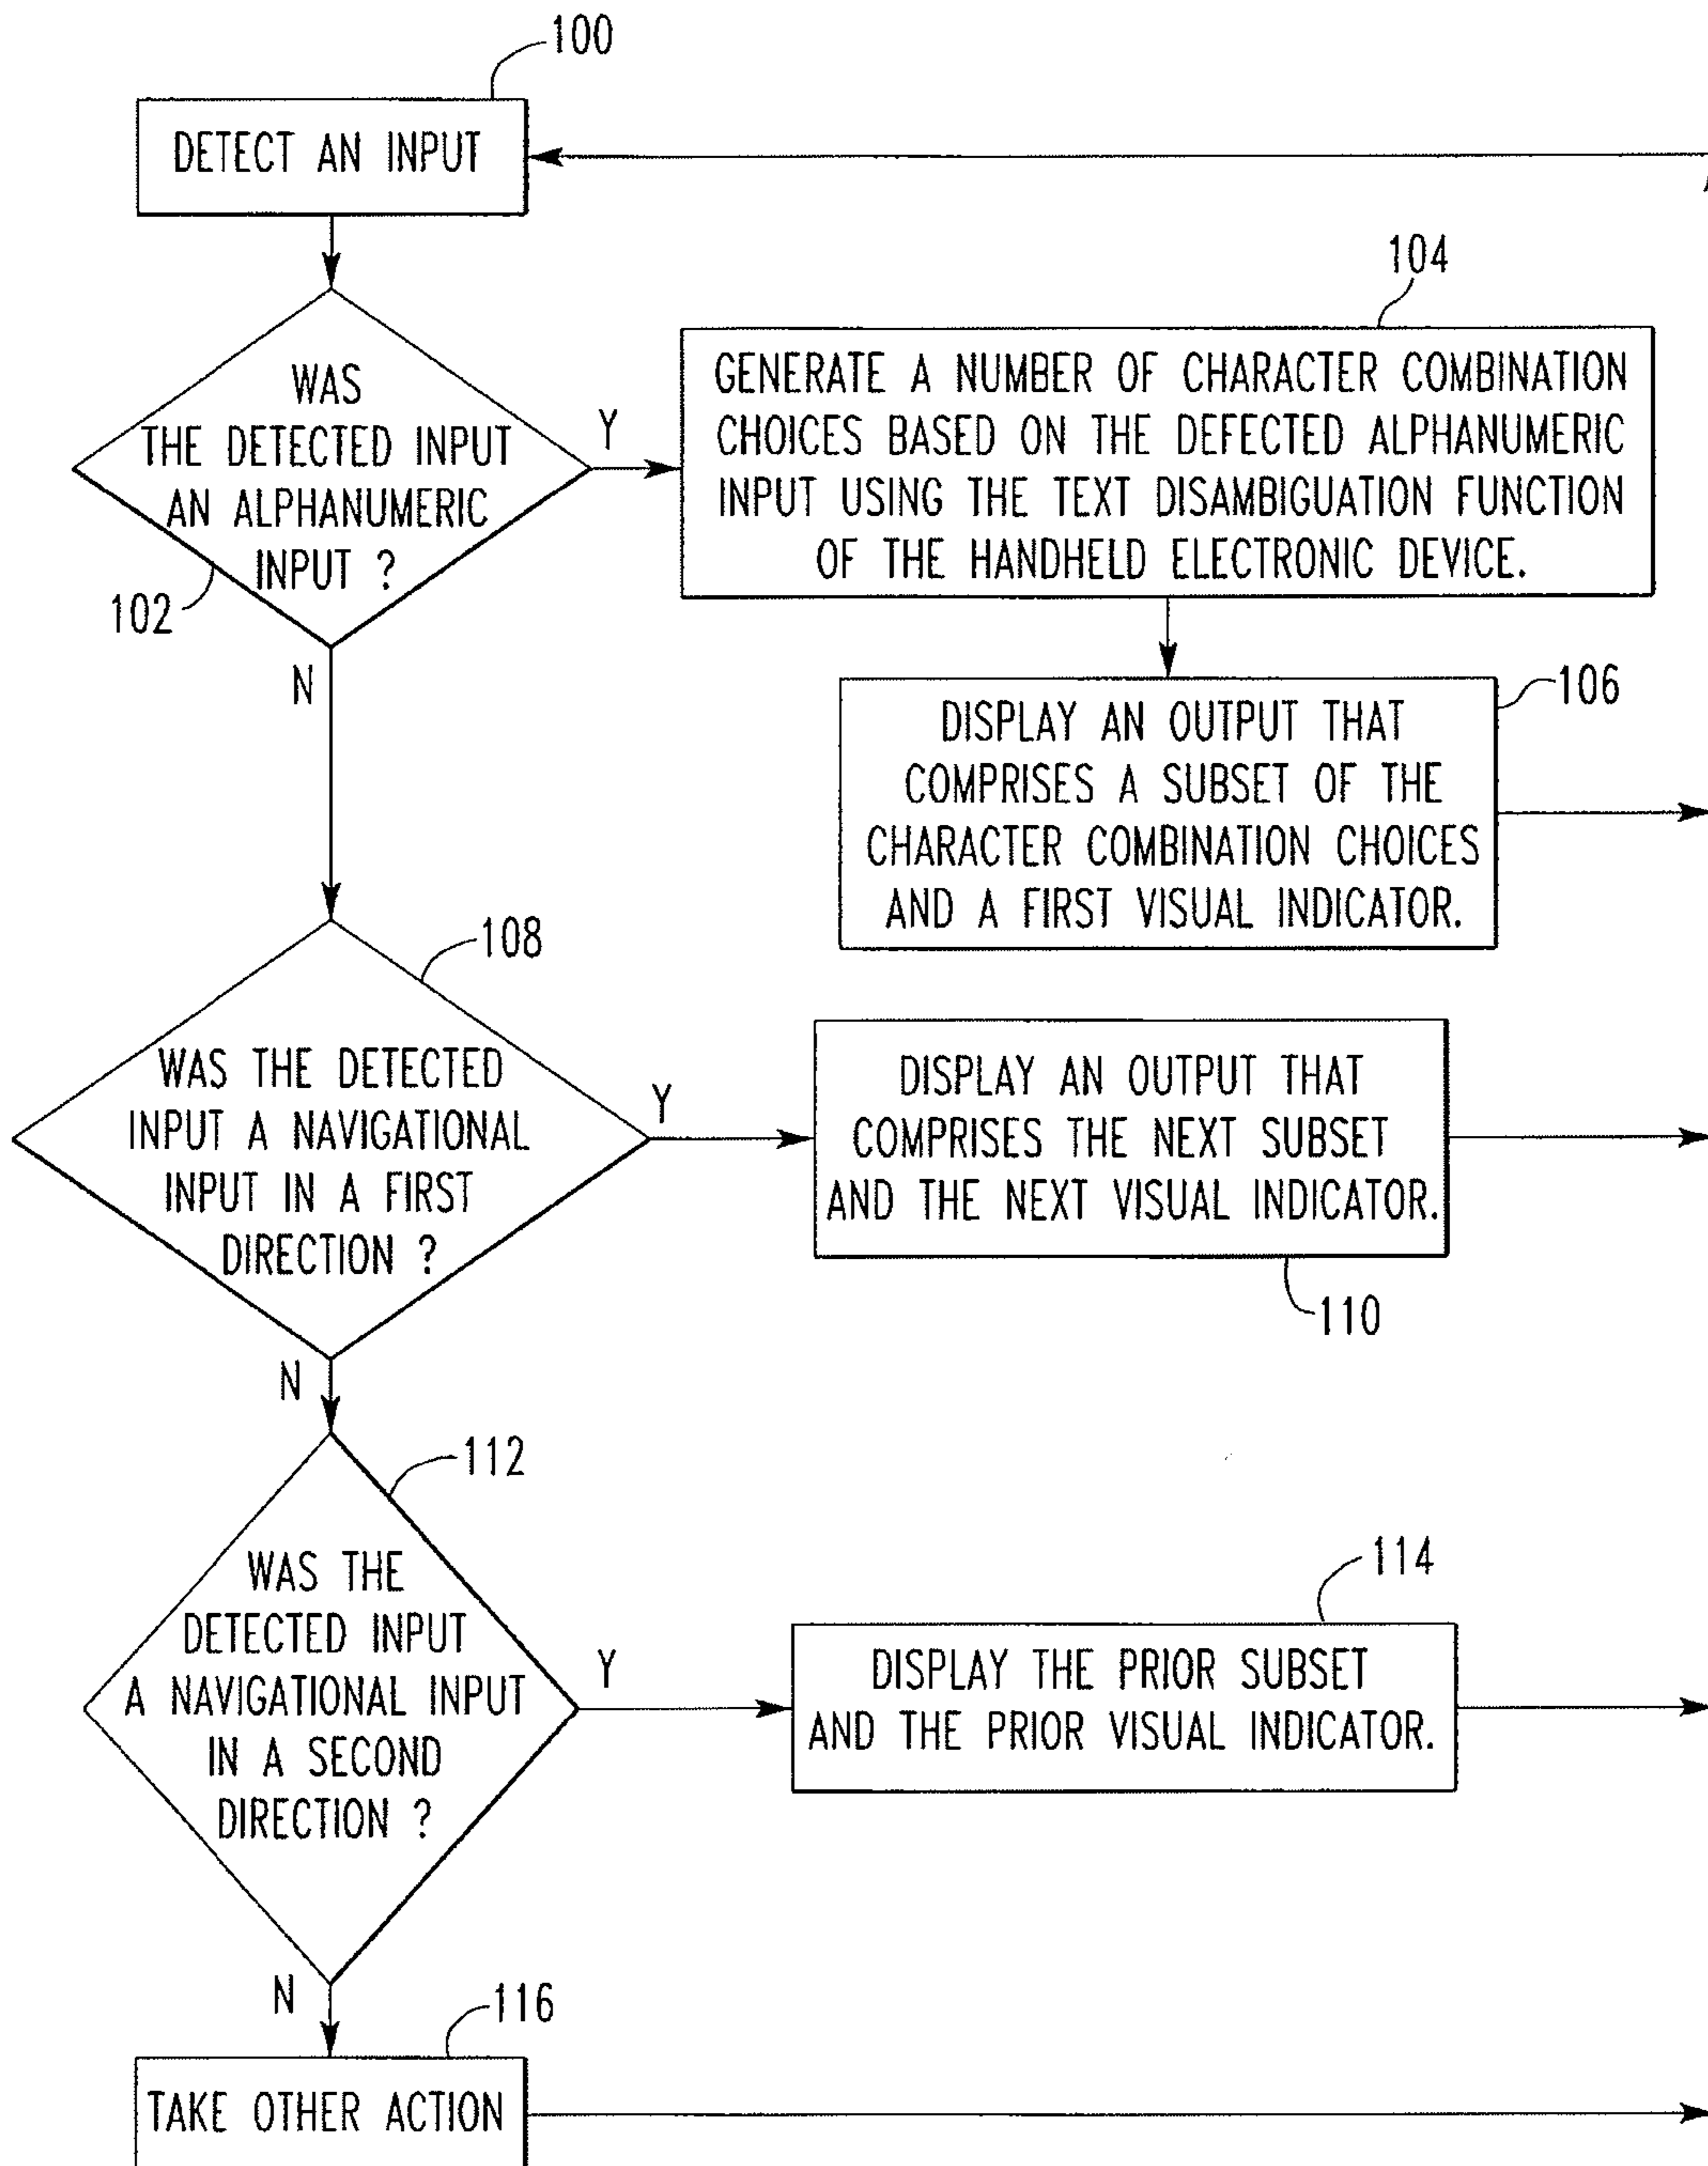 100
DETECT AN INPUT
104
WAS
THE DETECTED INPUT
AN ALPHANUMERIC
INPUT ?
102
Y
N
GENERATE A NUMBER OF CHARACTER COMBINATION
CHOICES BASED ON THE DEFECTED ALPHANUMERIC
INPUT USING THE TEXT DISAMBIGUATION FUNCTION
OF THE HANDHELD ELECTRONIC DEVICE.
106
DISPLAY AN OUTPUT THAT
COMPRISES A SUBSET OF THE
CHARACTER COMBINATION CHOICES
AND A FIRST VISUAL INDICATOR.
108
WAS THE DETECTED
INPUT A NAVIGATIONAL
INPUT IN A FIRST
DIRECTION ?
Y
N
DISPLAY AN OUTPUT THAT
COMPRISES THE NEXT SUBSET
AND THE NEXT VISUAL INDICATOR.
110
112
WAS THE
DETECTED INPUT
A NAVIGATIONAL INPUT
IN A SECOND
DIRECTION ?
Y
N
114
DISPLAY THE PRIOR SUBSET
AND THE PRIOR VISUAL INDICATOR.
116
TAKE OTHER ACTION